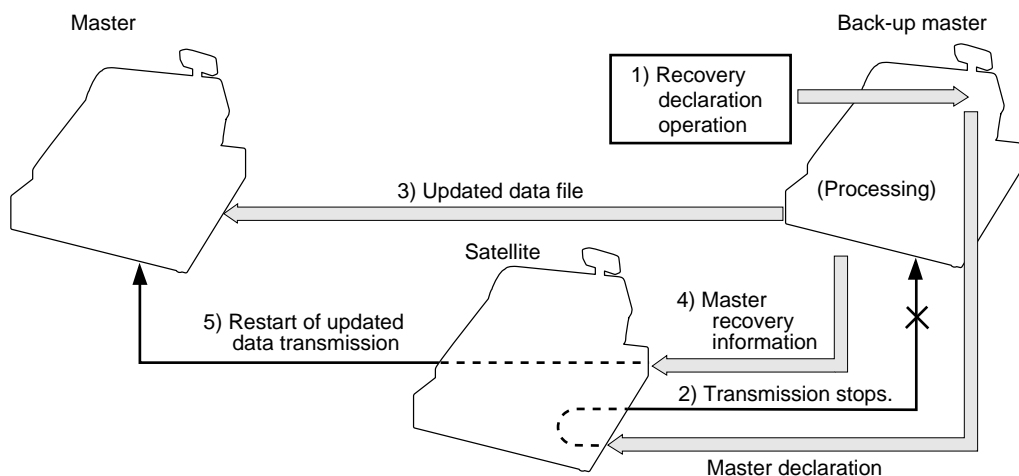 Master
Back-up master
1) Recovery
declaration
operation
(Processing)
3) Updated data file
Satellite
4) Master
recovery
information
5) Restart of updated
data transmission
2) Transmission stops.
Master declaration